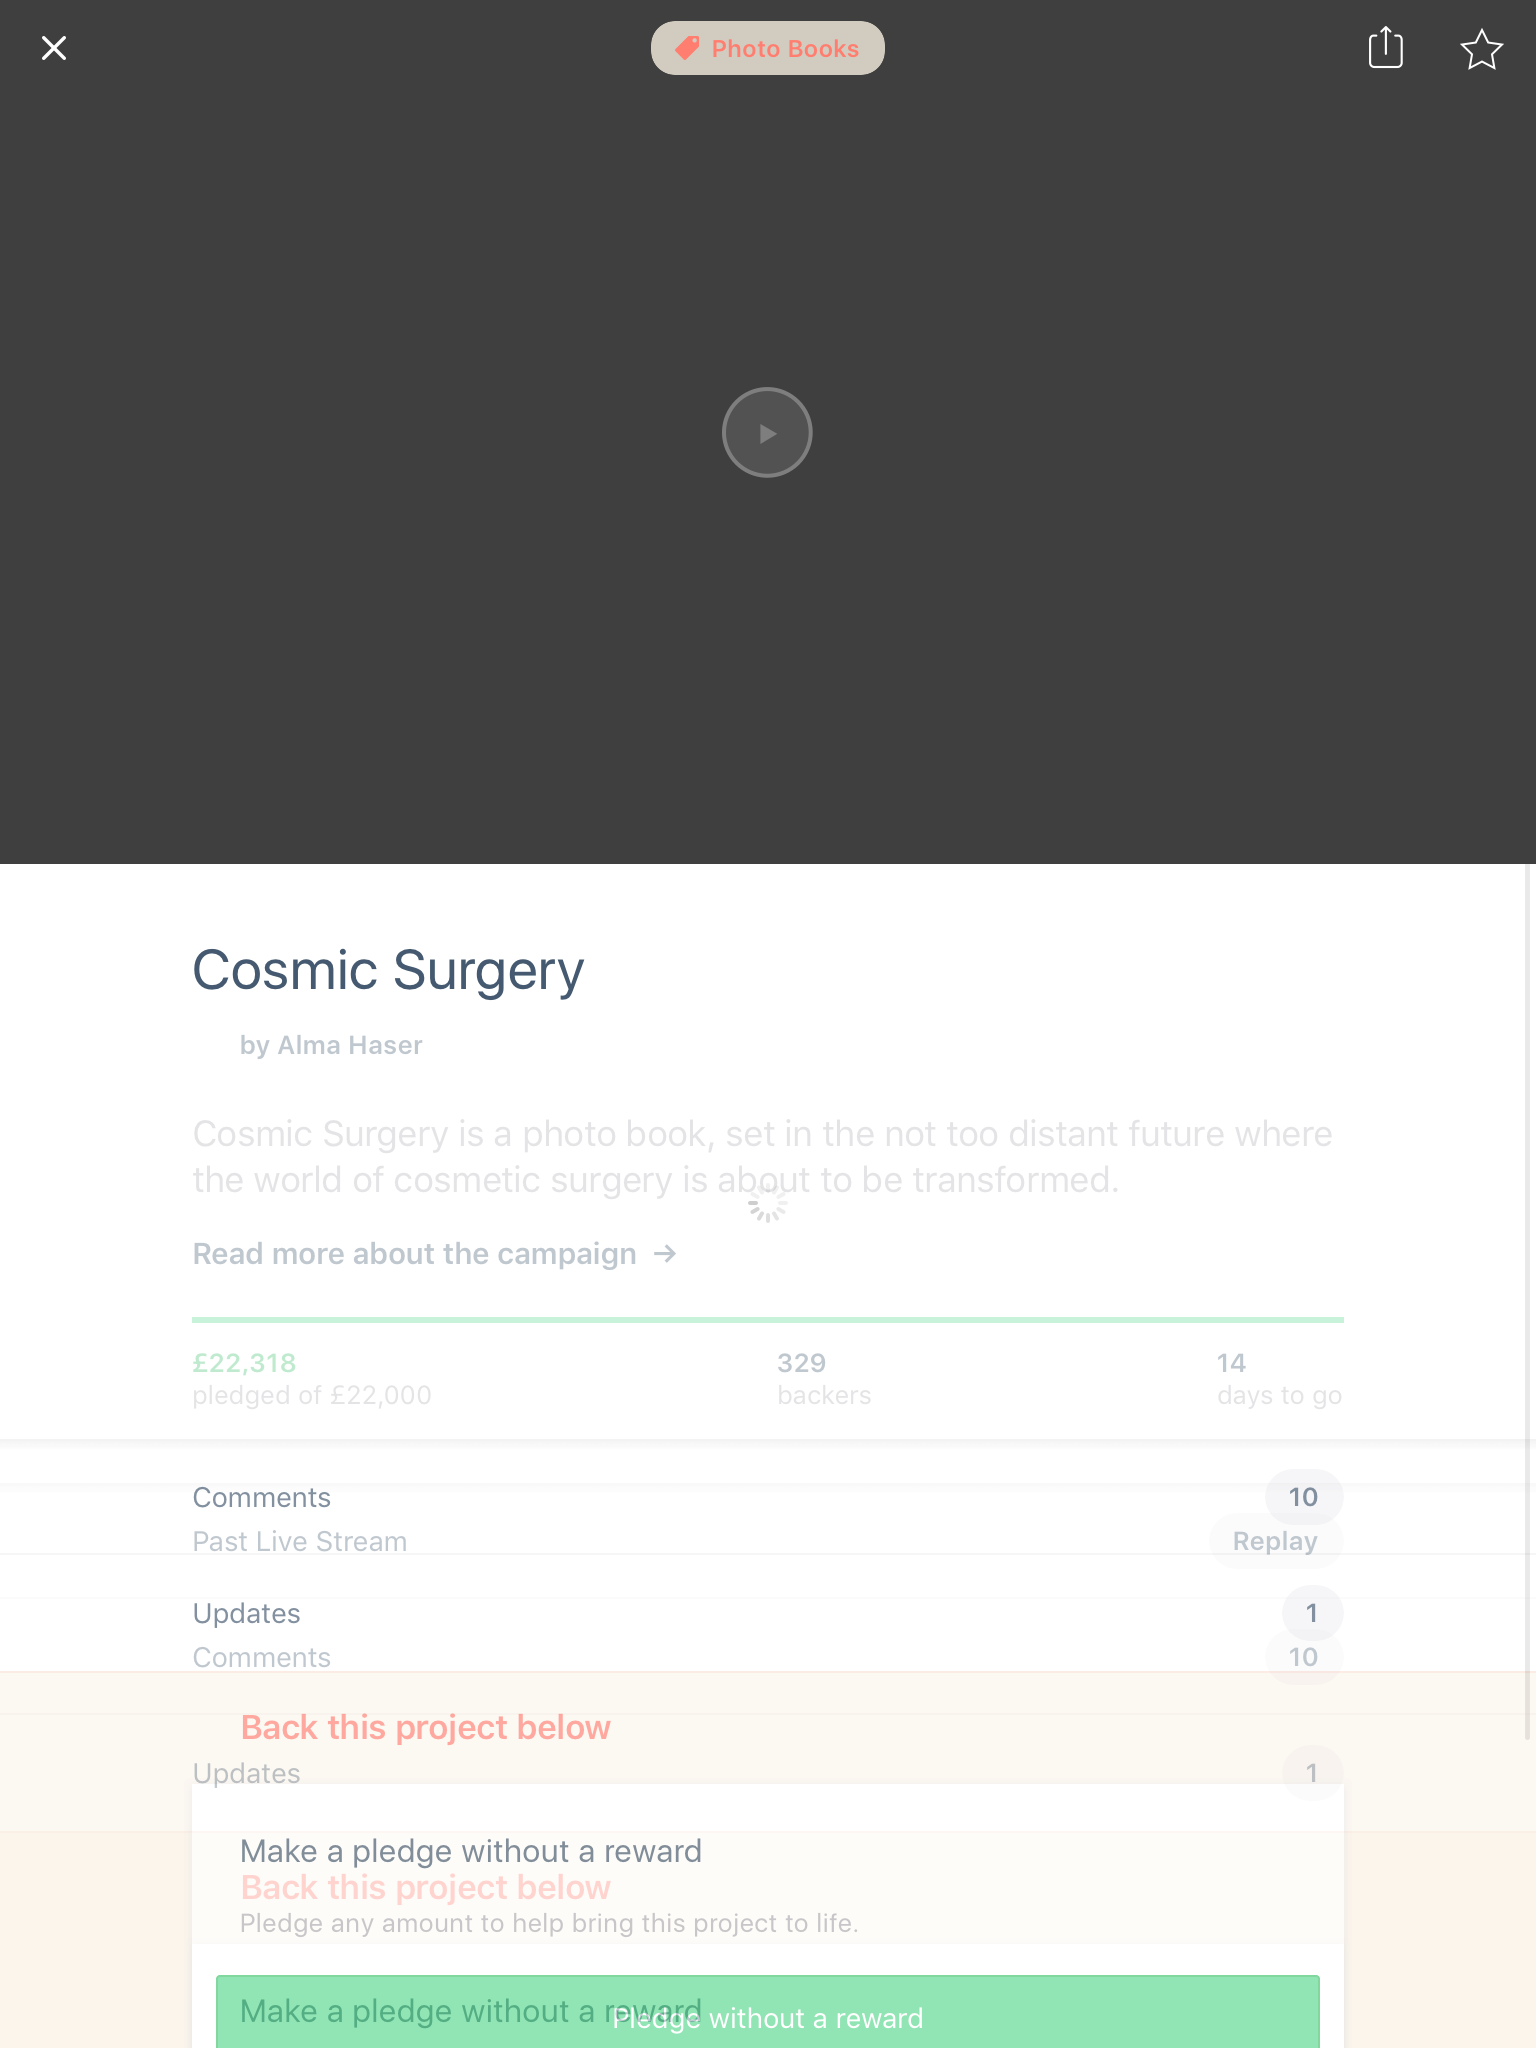 Photo Books
Cosmic Surgery
by Alma Haser
Cosmic Surgery is a photo book, set in the not too distant future where
the world of cosmetic surgery is about to be transformed.
Read more about the campaign →
£22,318
pledged of £22,000
329
backers
14
days to go
Comments 10
Past Live Stream Replay
Updates 1
Comments 10
Back this project below
Updates 1
Make a pledge without a reward
Back this project below
Pledge any amount to help bring this project to life.
Make a pledge without a reward
Pledge without a reward